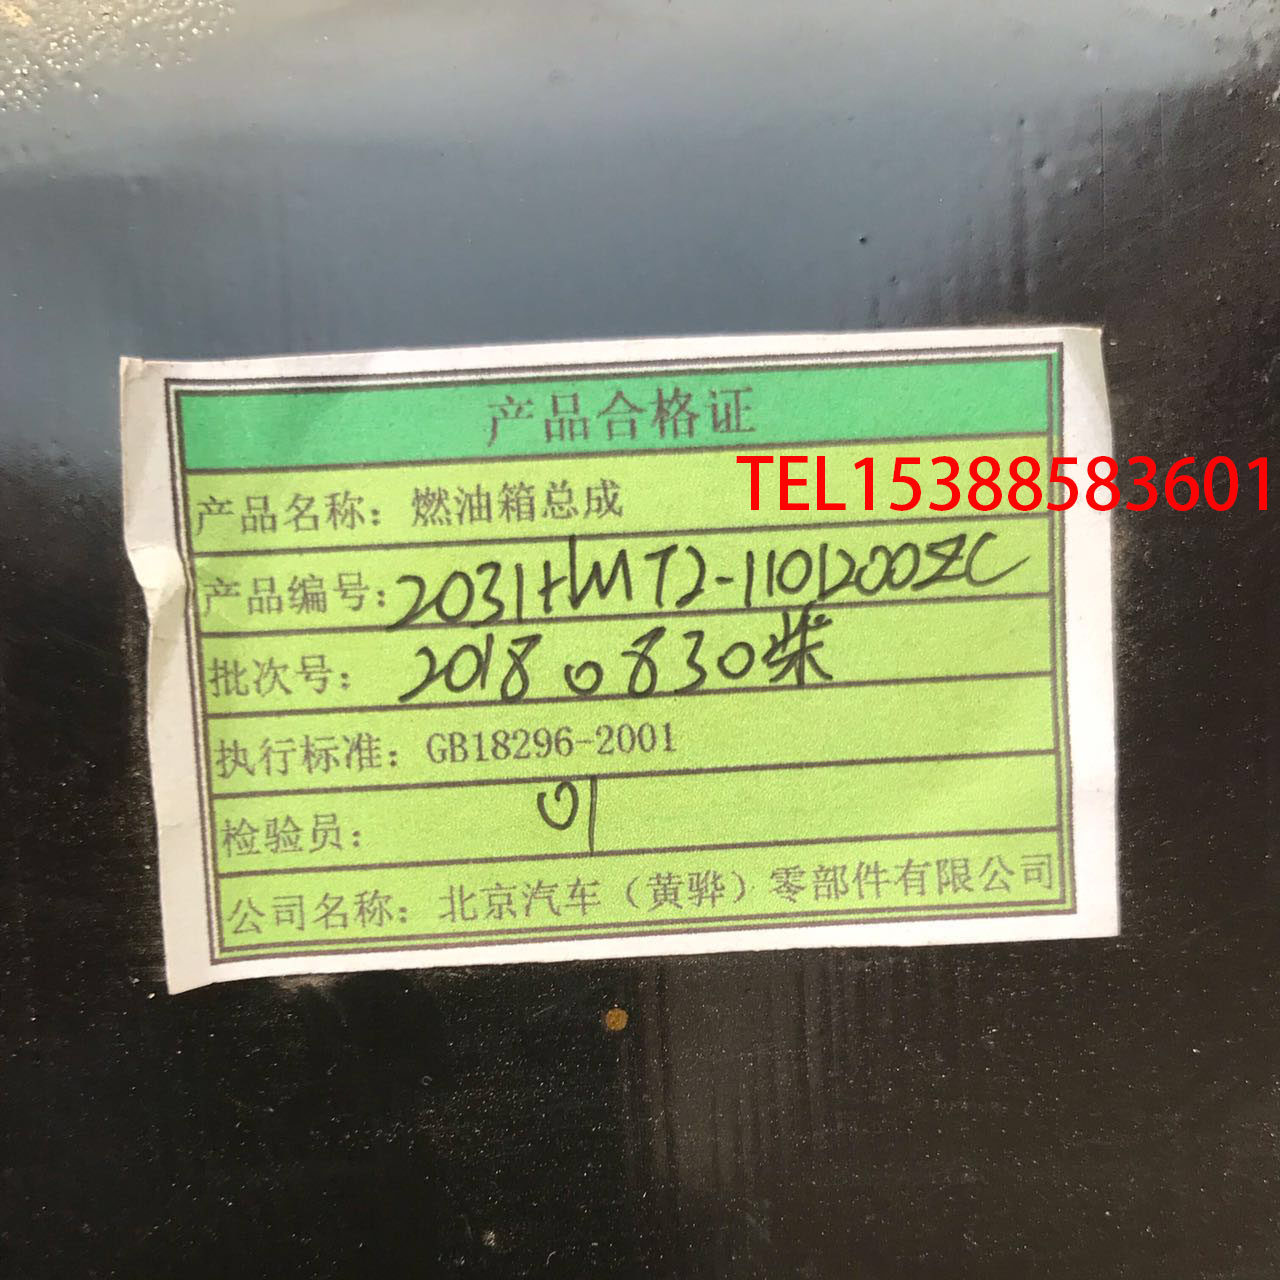 产品合格证
产品名称：燃油箱总成
TEL15388583601
产品编号：2031HMT2-1101200ZC
批次号：20180830柴
执行标准：GB18296-2001
检验员：01
公司名称：北京汽车（黄骅）零部件有限公司